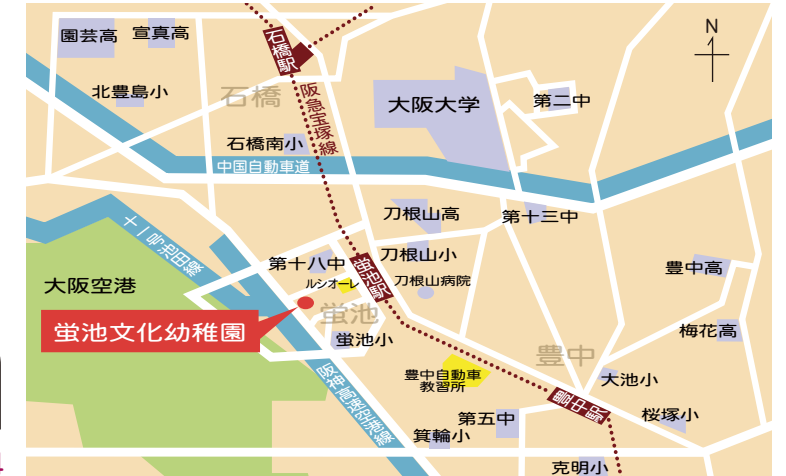 園芸高
宣真高
石橋駅
N
北豊島小
石橋
阪急宝塚線
大阪大学
第二中
石橋南小
中国自動車道
刀根山高
第十三中
十一号池田線
第十八中
蛍池駅
刀根山小
豊中高
大阪空港
ルシオーレ
刀根山病院
蛍池
蛍池文化幼稚園
蛍池小
梅花高
豊中
阪神高速空港線
豊中自動車
教習所
大池小
豊中駅
第五中
桜塚小
箕輪小
克明小